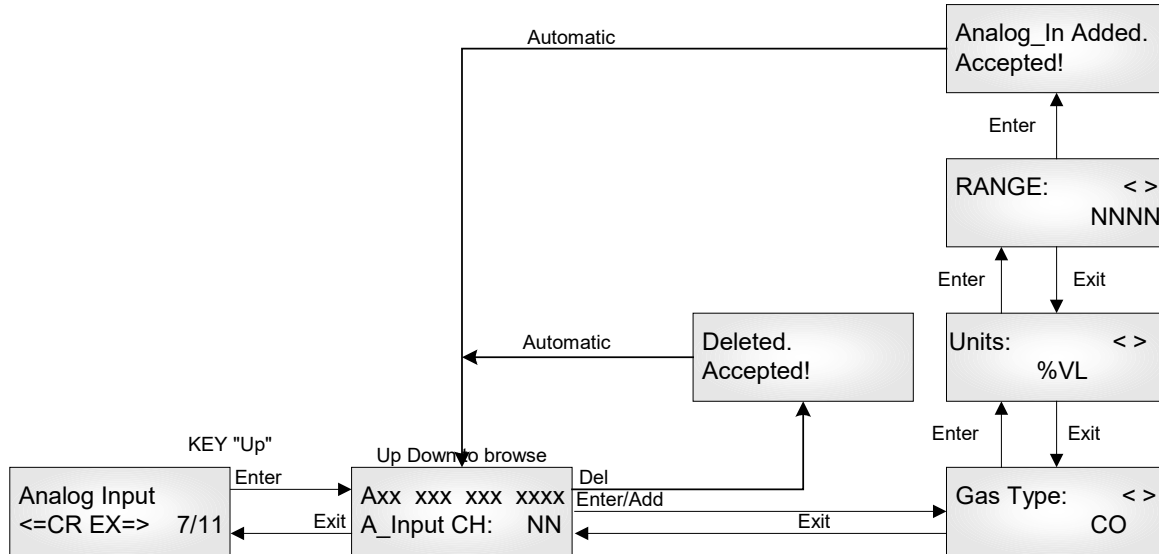 Automatic
Analog_In Added.
Accepted!
Enter
RANGE: < >
NNNN
Enter
Exit
Automatic
Deleted.
Accepted!
Units: < >
%VL
KEY "Up"
Enter
Exit
Up Down to browse
Analog Input
<=CR EX=> 7/11
Enter
Exit
Axx xxx xxx xxxx
A_Input CH: NN
Del
Enter/Add
Exit
Gas Type: < >
CO